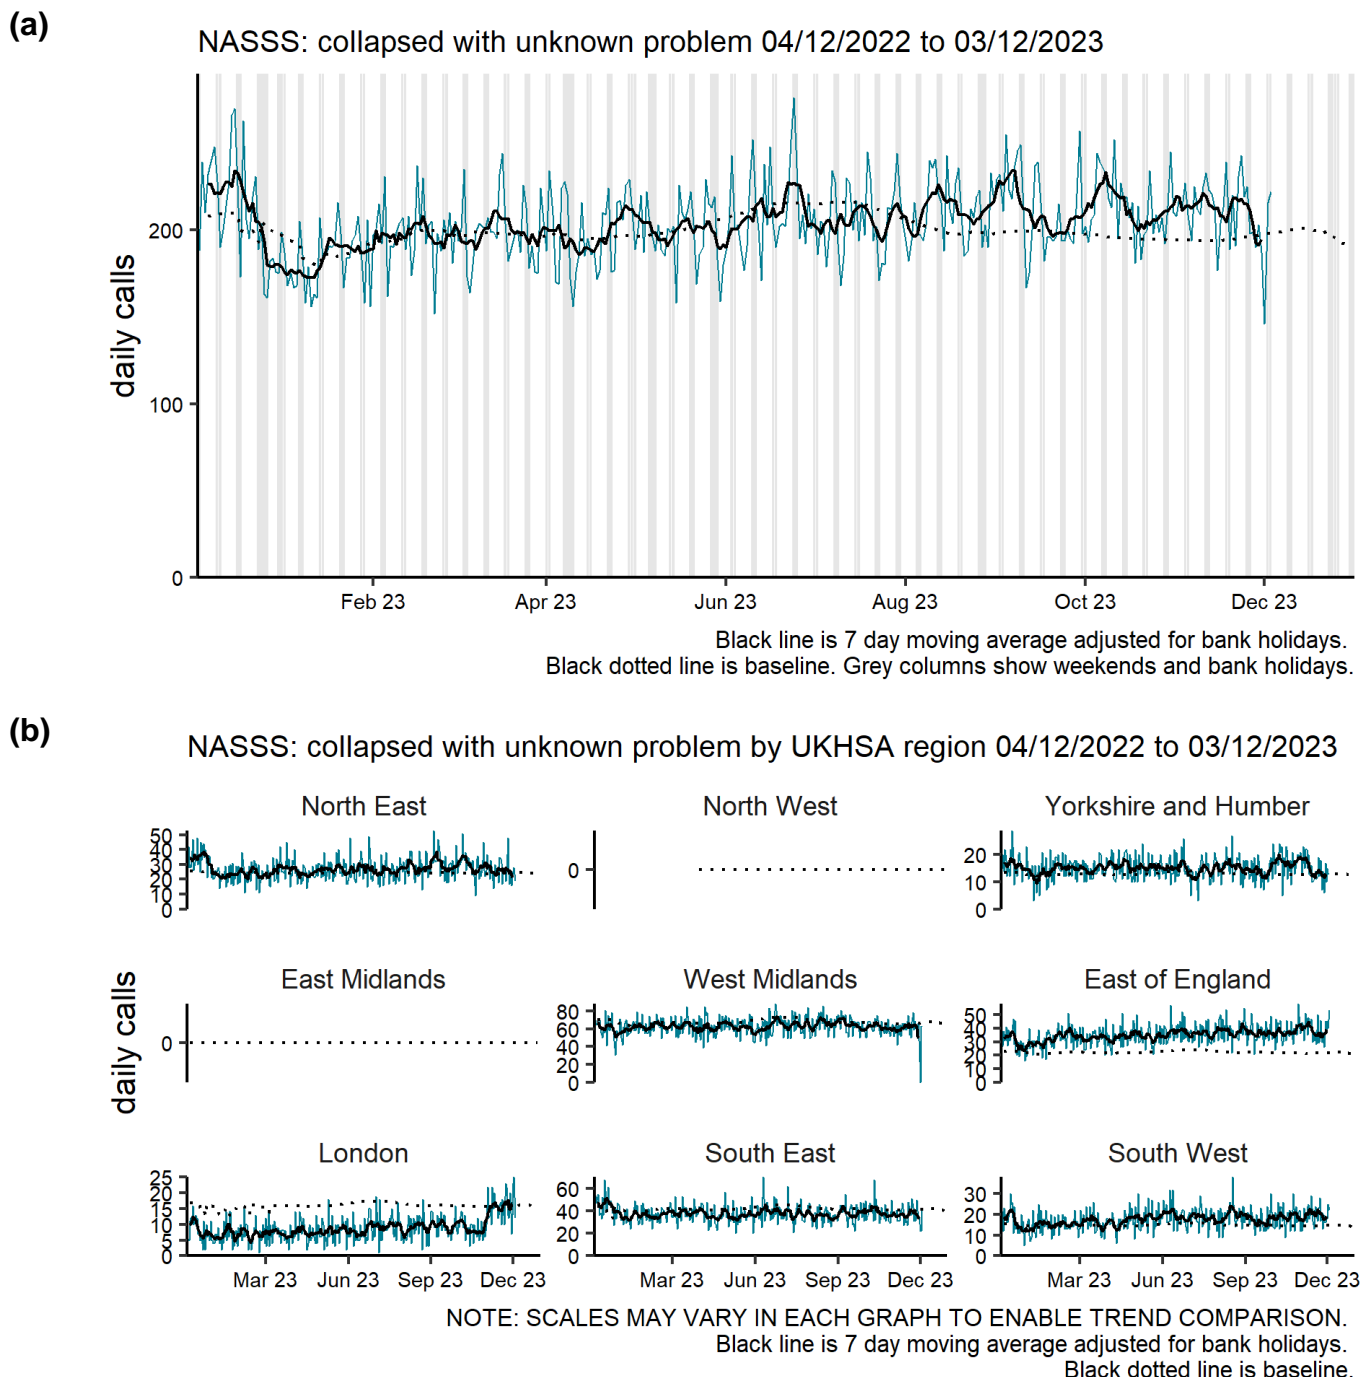 (a)
NASSS: collapsed with unknown problem 04/12/2022 to 03/12/2023
daily calls
200
100
0
Feb 23 Apr 23 Jun 23 Aug 23 Oct 23 Dec 23
Black line is 7 day moving average adjusted for bank holidays.
Black dotted line is baseline. Grey columns show weekends and bank holidays.
(b)
NASSS: collapsed with unknown problem by UKHSA region 04/12/2022 to 03/12/2023
daily calls
North East North West Yorkshire and Humber
50
40
30
20
10
0
0
20
10
0
East Midlands West Midlands East of England
0
80
60
40
20
0
50
40
30
20
10
0
London South East South West
25
20
15
10
5
0
60
40
20
0
30
20
10
0
Mar 23 Jun 23 Sep 23 Dec 23 Mar 23 Jun 23 Sep 23 Dec 23 Mar 23 Jun 23 Sep 23 Dec 23
NOTE: SCALES MAY VARY IN EACH GRAPH TO ENABLE TREND COMPARISON.
Black line is 7 day moving average adjusted for bank holidays.
Black dotted line is baseline.